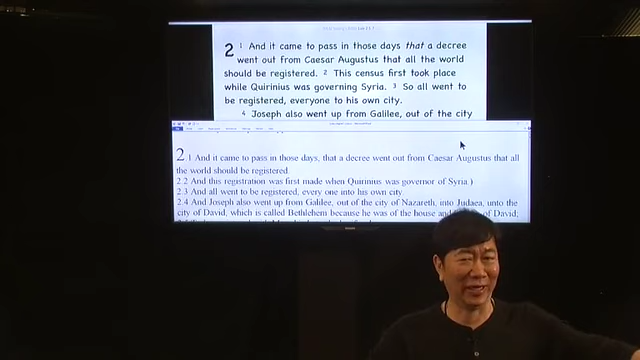 2 1 And it came to pass in those days that a decree
went out from Caesar Augustus that all the world
should be registered. 2 This census first took place
while Quirinius was governing Syria. 3 So all went to
be registered, everyone to his own city.
4 Joseph also went up from Galilee, out of the city
2.1 And it came to pass in those days, that a decree went out from Caesar Augustus that all
the world should be registered.
2.2 And this registration was first made when Quirinius was governor of Syria.)
2.3 And all went to be registered, every one into his own city.
2.4 And Joseph also went up from Galilee, out of the city of Nazareth, into Judaea, unto the
city of David, which is called Bethlehem because he was of the house and of David;
PHILIPS